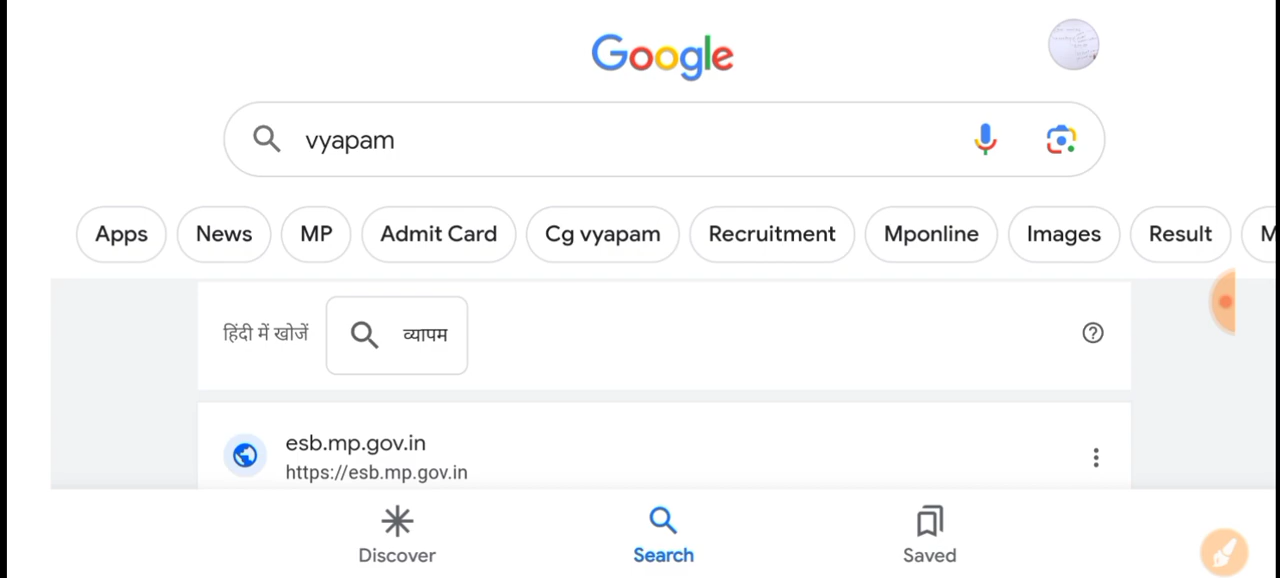 Google
vyapam
Apps News MP Admit Card Cg vyapam Recruitment Mponline Images Result M
हिंदी में खोजें व्यापम
esb.mp.gov.in
https://esb.mp.gov.in
Discover Search Saved